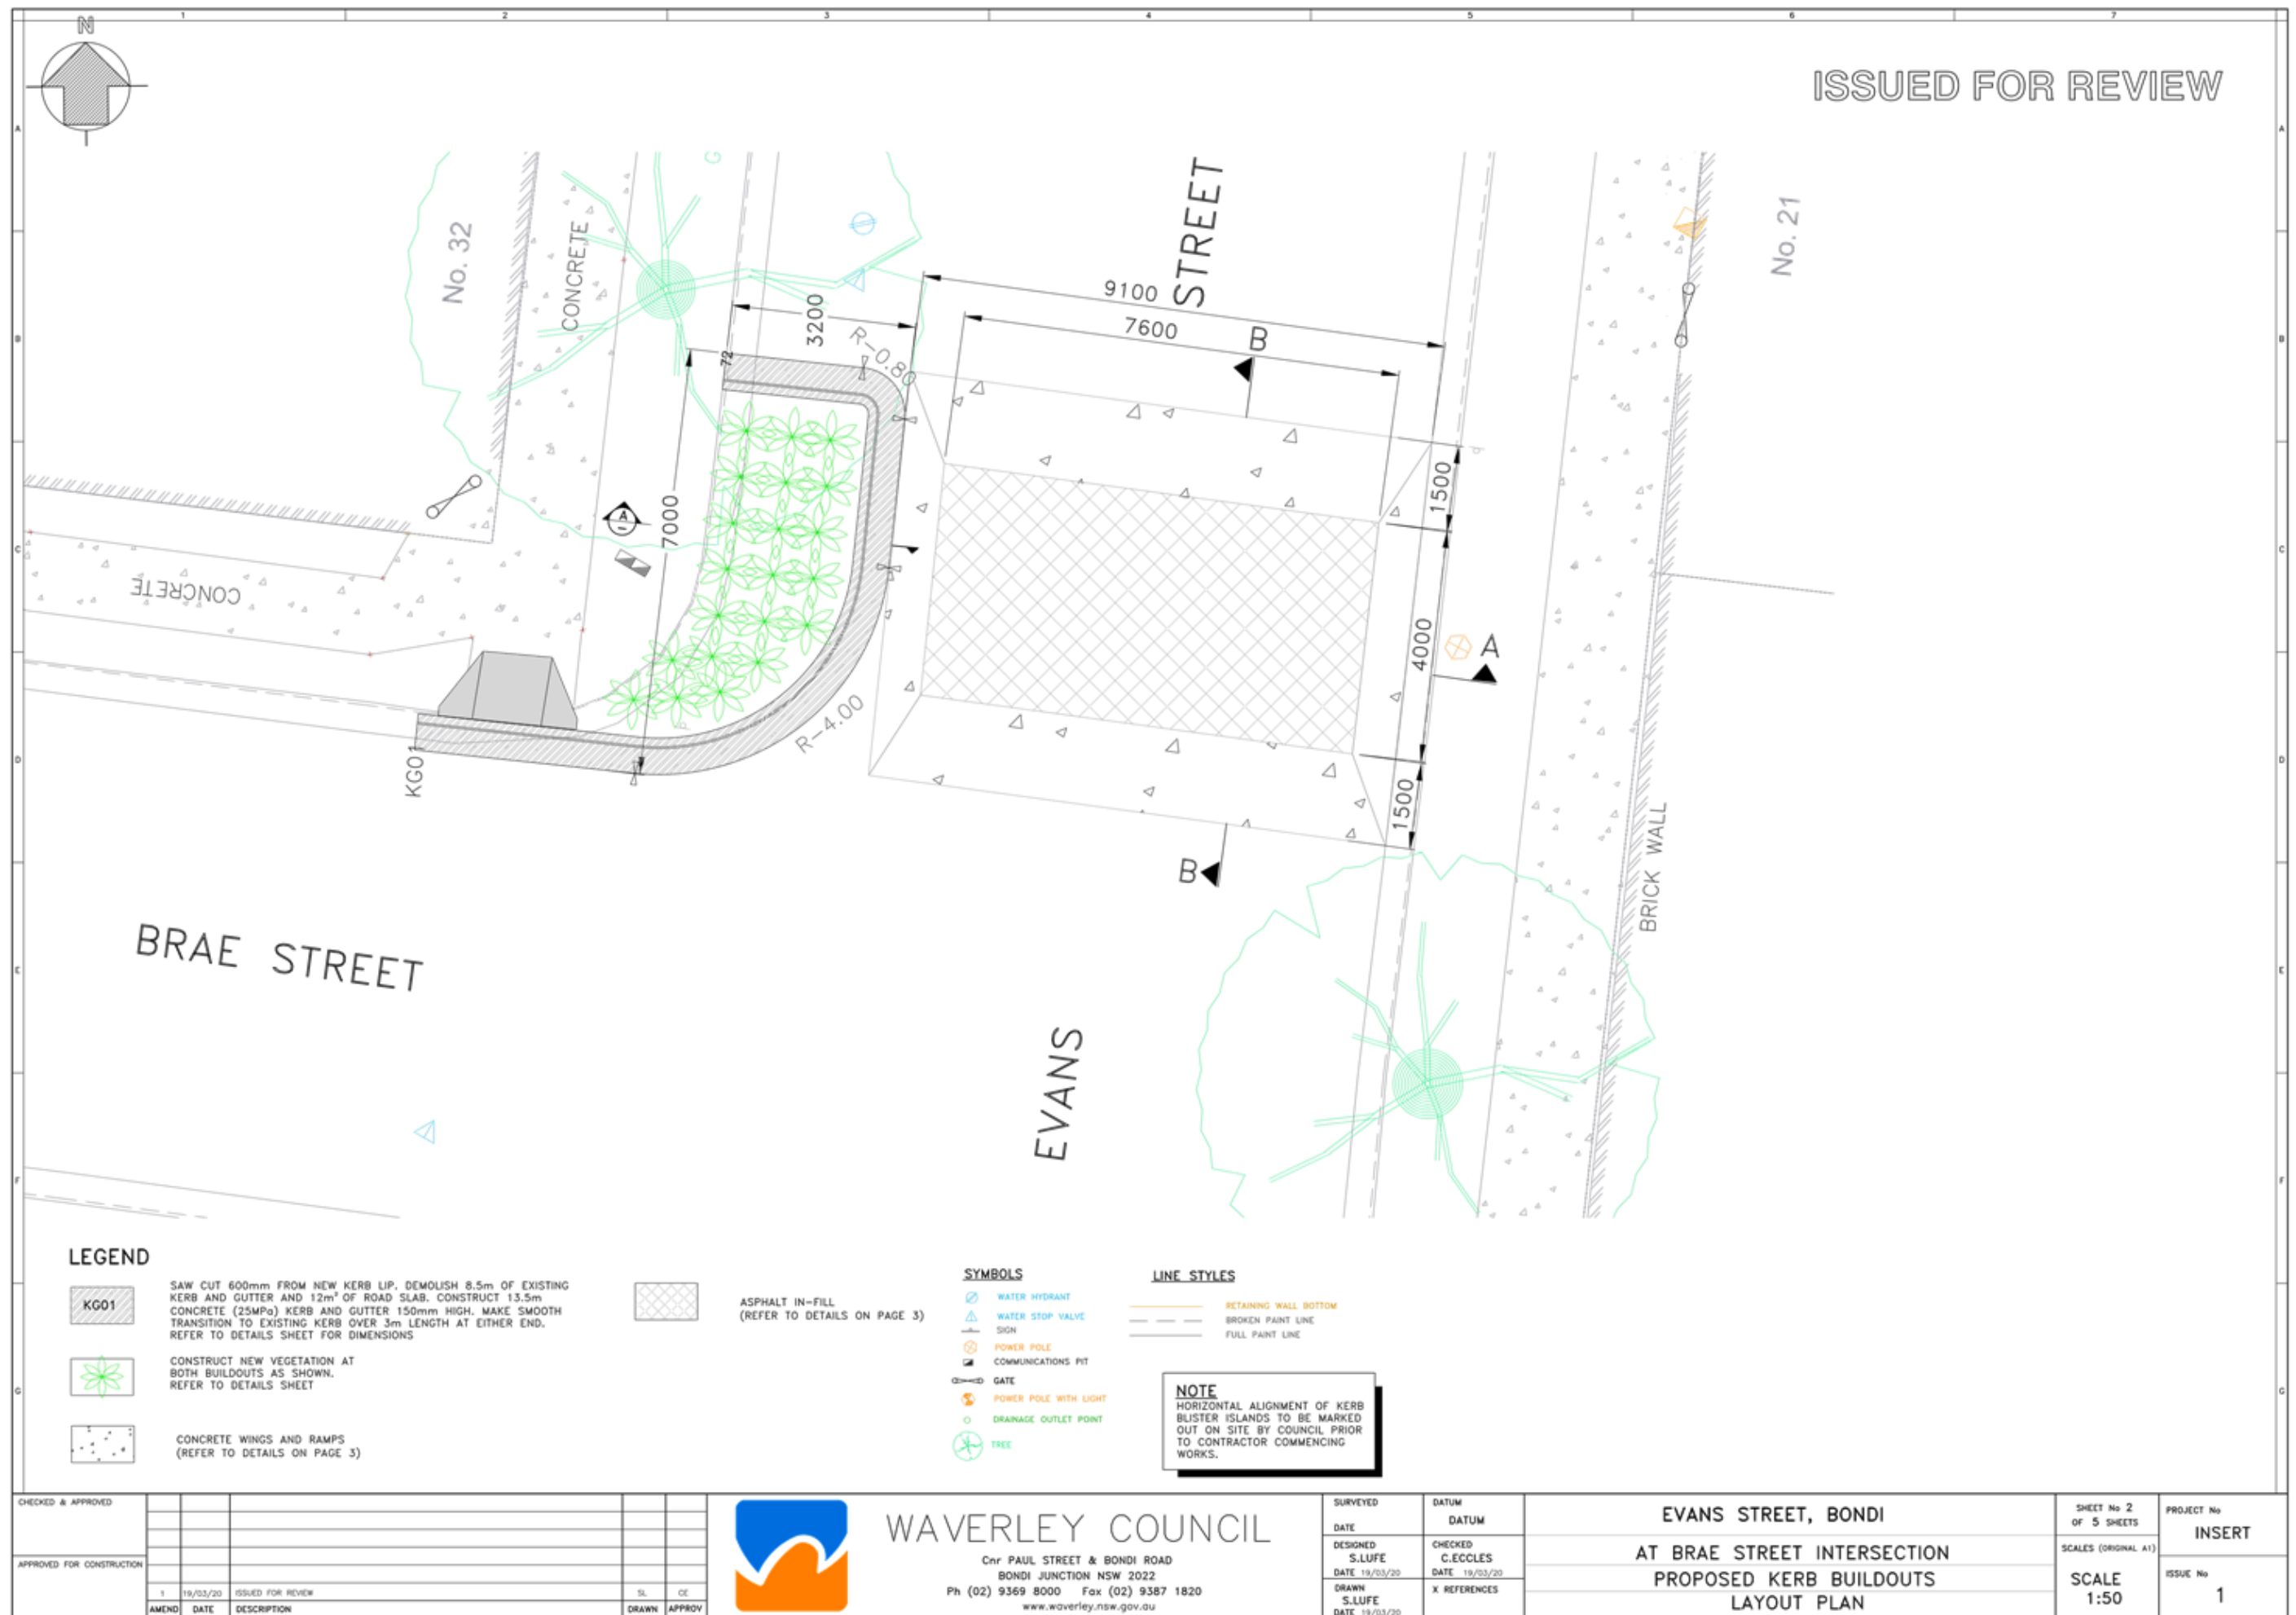 1 2 3 4 5 6 7
N
ISSUED FOR REVIEW
A A
B B
C C
D D
E E
F F
G G
No. 32
CONCRETE
G
STREET
No. 21
9100
7600
3200
R-0.80
B
72
7000
1500
A
CONCRETE
4000
A
R-4.00
KG01
1500
B
BRICK WALL
BRAE STREET
EVANS
LEGEND
KG01
SAW CUT 600mm FROM NEW KERB LIP. DEMOLISH 8.5m OF EXISTING
KERB AND GUTTER AND 12m² OF ROAD SLAB. CONSTRUCT 13.5m
CONCRETE (25MPa) KERB AND GUTTER 150mm HIGH. MAKE SMOOTH
TRANSITION TO EXISTING KERB OVER 3m LENGTH AT EITHER END.
REFER TO DETAILS SHEET FOR DIMENSIONS
CONSTRUCT NEW VEGETATION AT
BOTH BUILDOUTS AS SHOWN.
REFER TO DETAILS SHEET
CONCRETE WINGS AND RAMPS
(REFER TO DETAILS ON PAGE 3)
ASPHALT IN-FILL
(REFER TO DETAILS ON PAGE 3)
SYMBOLS
WATER HYDRANT
WATER STOP VALVE
SIGN
POWER POLE
COMMUNICATIONS PIT
GATE
POWER POLE WITH LIGHT
DRAINAGE OUTLET POINT
TREE
LINE STYLES
RETAINING WALL BOTTOM
BROKEN PAINT LINE
FULL PAINT LINE
NOTE
HORIZONTAL ALIGNMENT OF KERB
BLISTER ISLANDS TO BE MARKED
OUT ON SITE BY COUNCIL PRIOR
TO CONTRACTOR COMMENCING
WORKS.
CHECKED & APPROVED
APPROVED FOR CONSTRUCTION
1 19/03/20 ISSUED FOR REVIEW SL CE
AMEND DATE DESCRIPTION DRAWN APPROV
WAVERLEY COUNCIL
Cnr PAUL STREET & BONDI ROAD
BONDI JUNCTION NSW 2022
Ph (02) 9369 8000 Fax (02) 9387 1820
www.waverley.nsw.gov.au
SURVEYED
DATE
DATUM
DATUM
DESIGNED
S.LUFE
DATE 19/03/20
CHECKED
C.ECCLES
DATE 19/03/20
DRAWN
S.LUFE
DATE 19/03/20
X REFERENCES
EVANS STREET, BONDI
AT BRAE STREET INTERSECTION
PROPOSED KERB BUILDOUTS
LAYOUT PLAN
SHEET No 2
OF 5 SHEETS
SCALES (ORIGINAL A1)
SCALE
1:50
PROJECT No
INSERT
ISSUE No
1